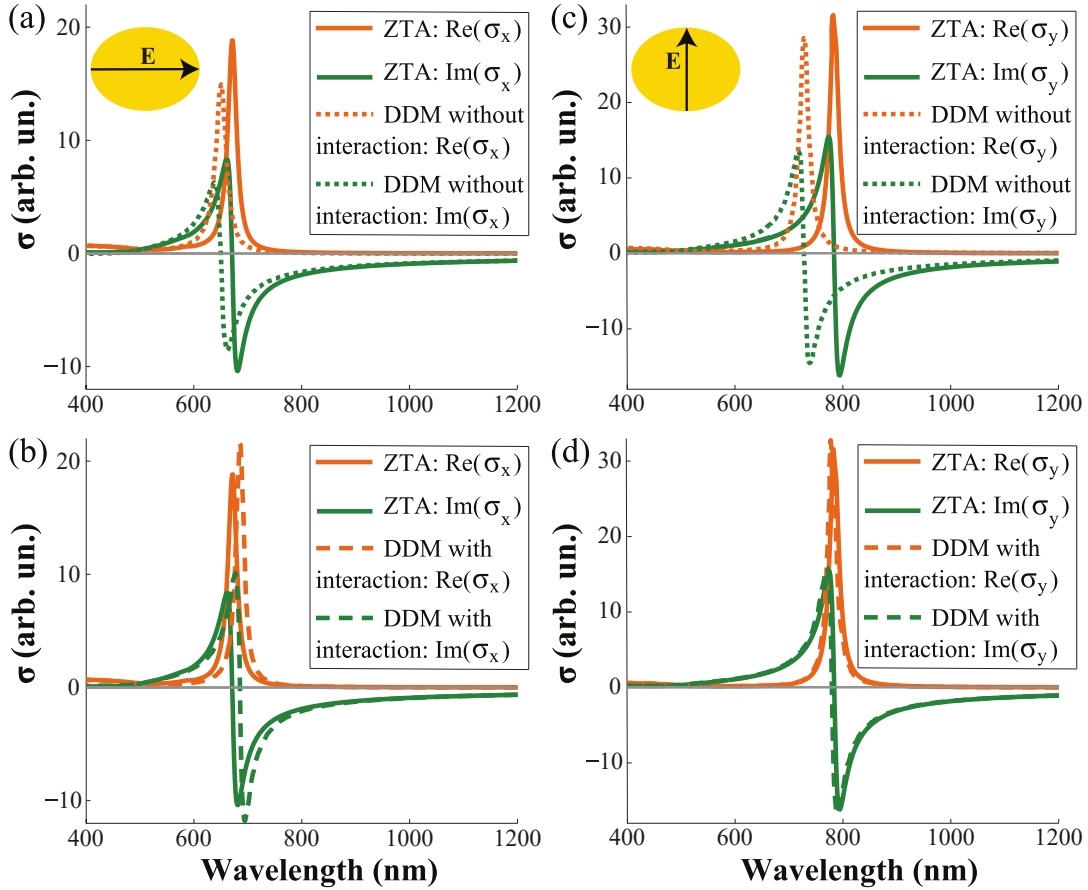 (a)
20
10
0
−10
σ (arb. un.)
E
ZTA: Re(σx)
ZTA: Im(σx)
DDM without
interaction: Re(σx)
DDM without
interaction: Im(σx)
400
600
800
1000
1200
(c)
30
20
10
0
−10
σ (arb. un.)
E
ZTA: Re(σy)
ZTA: Im(σy)
DDM without
interaction: Re(σy)
DDM without
interaction: Im(σy)
400
600
800
1000
1200
(b)
20
10
0
−10
σ (arb. un.)
ZTA: Re(σx)
ZTA: Im(σx)
DDM with
interaction: Re(σx)
DDM with
interaction: Im(σx)
400
600
800
1000
1200
Wavelength (nm)
(d)
30
20
10
0
−10
σ (arb. un.)
ZTA: Re(σy)
ZTA: Im(σy)
DDM with
interaction: Re(σy)
DDM with
interaction: Im(σy)
400
600
800
1000
1200
Wavelength (nm)